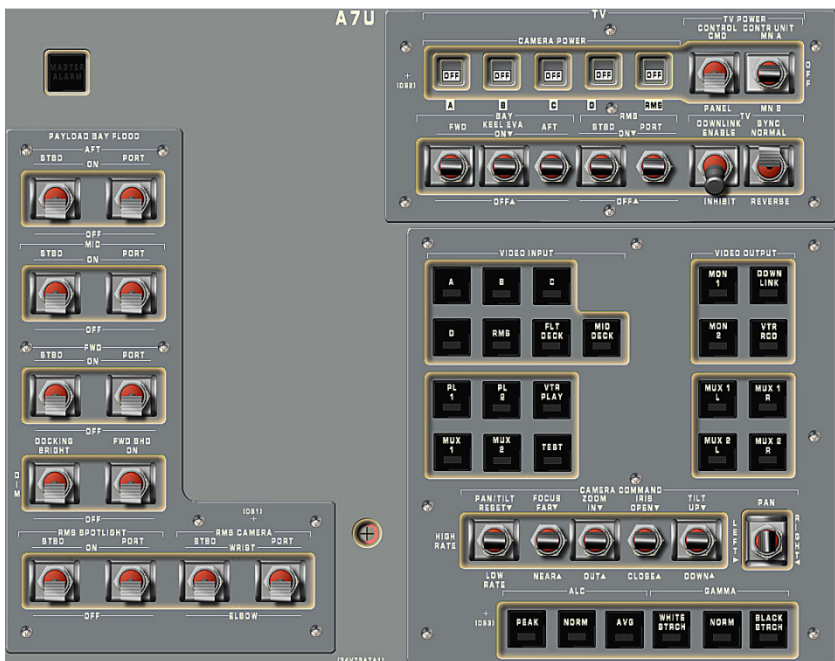 A7U
MASTER
ALARM
TV
CAMERA POWER
TV POWER
CONTROL CONTR UNIT
CMD MN A
OFF OFF OFF OFF OFF
OFF
(DS2)
A B C D RMS
PANEL MN B
BAY RMS TV
FWD KEEL EVA AFT STBD PORT DOWNLINK SYNC
ON▼ ON▼ ENABLE NORMAL
OFF▲ OFF▲ INHIBIT REVERSE
PAYLOAD BAY FLOOD
AFT
STBD ON PORT
OFF
MID
STBD ON PORT
OFF
FWD
STBD ON PORT
OFF
DOCKING FWD BHD
BRIGHT ON
DIM
OFF
(DS1)
RMS SPOTLIGHT RMS CAMERA
STBD ON PORT STBD WRIST PORT
OFF ELBOW
VIDEO INPUT
A B C
D RMS FLT DECK MID DECK
PL 1 PL 2 VTR PLAY
MUX 1 MUX 2 TEST
VIDEO OUTPUT
MON 1 DOWN LINK
MON 2 VTR RCD
MUX 1 L MUX 1 R
MUX 2 L MUX 2 R
CAMERA COMMAND
PAN/TILT FOCUS ZOOM IRIS TILT PAN
RESET▼ FAR▼ IN▼ OPEN▼ UP▼
HIGH RATE
LEFT▶ RIGHT◀
LOW RATE NEAR▲ OUT▲ CLOSE▲ DOWN▲
ALC GAMMA
(DS3)
PEAK NORM AVG WHITE STRCH NORM BLACK STRCH